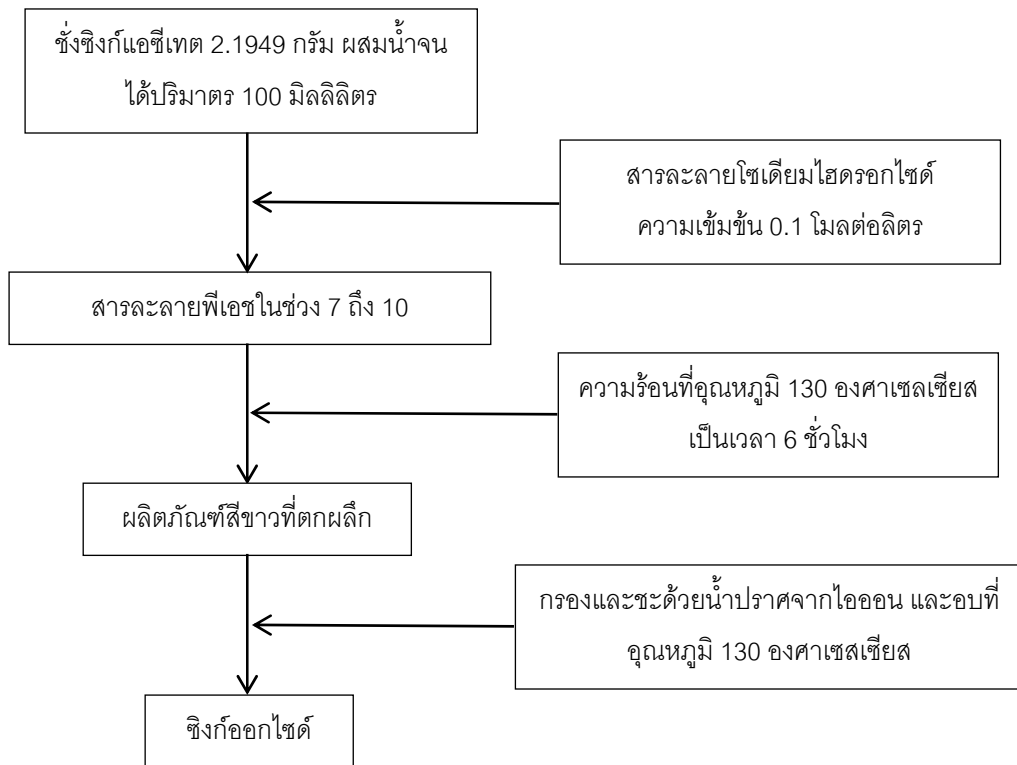 ชั่งซิงก์แอซีเทต 2.1949 กรัม ผสมน้ำจน
ได้ปริมาตร 100 มิลลิลิตร
สารละลายโซเดียมไฮดรอกไซด์
ความเข้มข้น 0.1 โมลต่อลิตร
สารละลายพีเอชในช่วง 7 ถึง 10
ความร้อนที่อุณหภูมิ 130 องศาเซลเซียส
เป็นเวลา 6 ชั่วโมง
ผลิตภัณฑ์สีขาวที่ตกผลึก
กรองและชะด้วยน้ำปราศจากไอออน และอบที่
อุณหภูมิ 130 องศาเซสเซียส
ซิงก์ออกไซด์